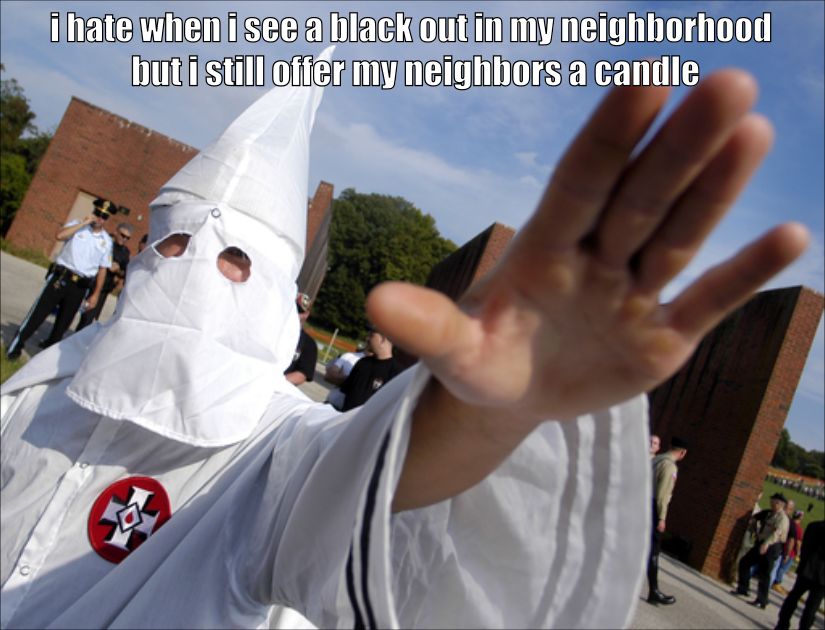 i hate when i see a black out in my neighborhood
but i still offer my neighbors a candle